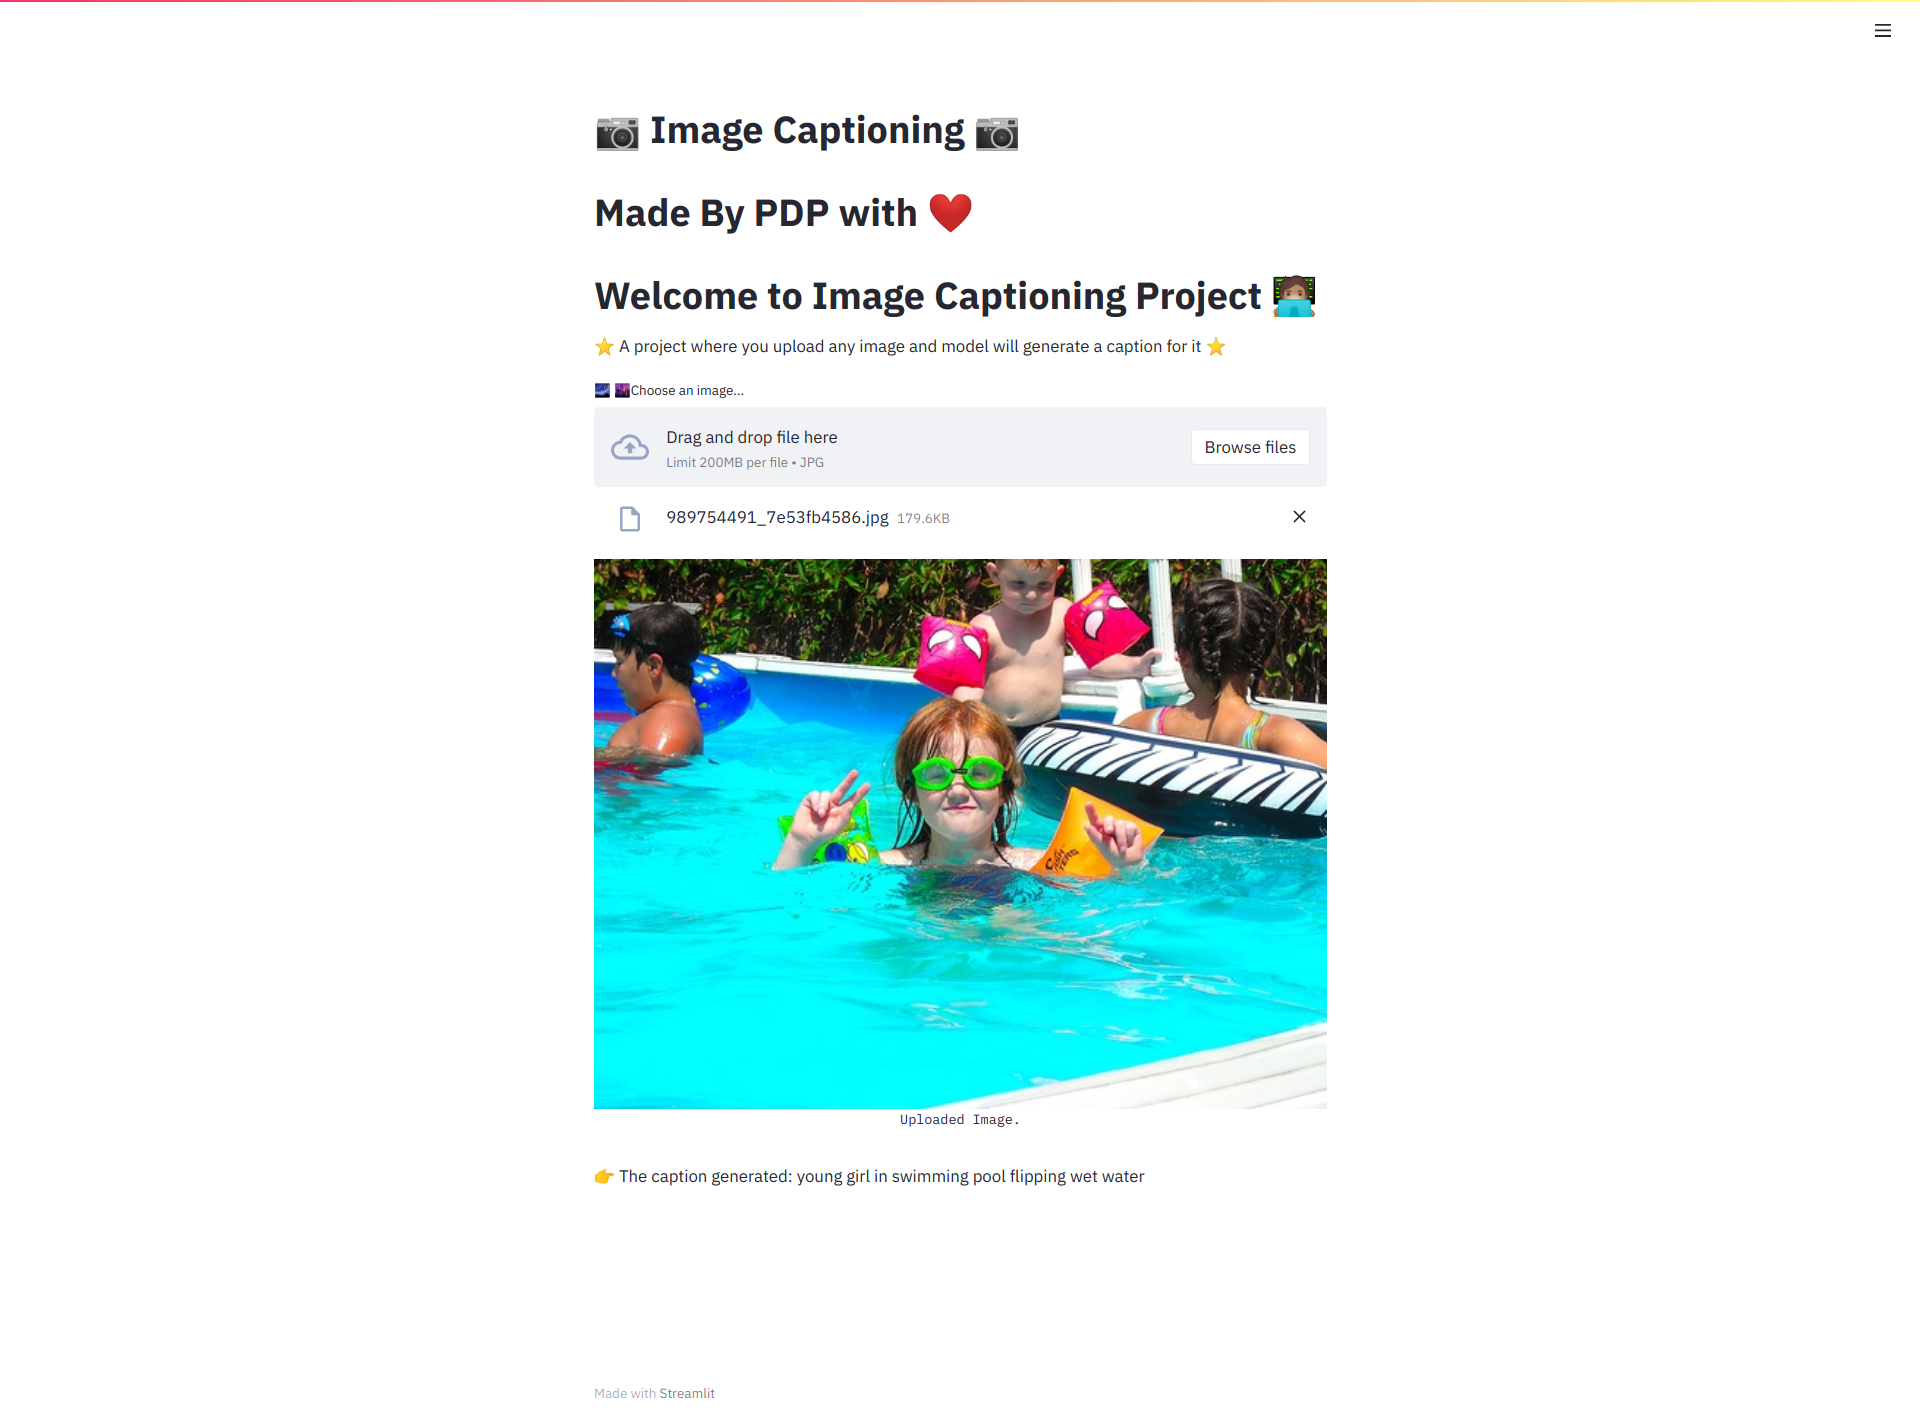 📷 Image Captioning 📷
Made By PDP with ❤️
Welcome to Image Captioning Project 👩🏽‍💻
⭐ A project where you upload any image and model will generate a caption for it ⭐
🌌 🌆Choose an image...
Drag and drop file here
Limit 200MB per file • JPG
Browse files
989754491_7e53fb4586.jpg 179.6KB
Uploaded Image.
👉 The caption generated: young girl in swimming pool flipping wet water
Made with Streamlit